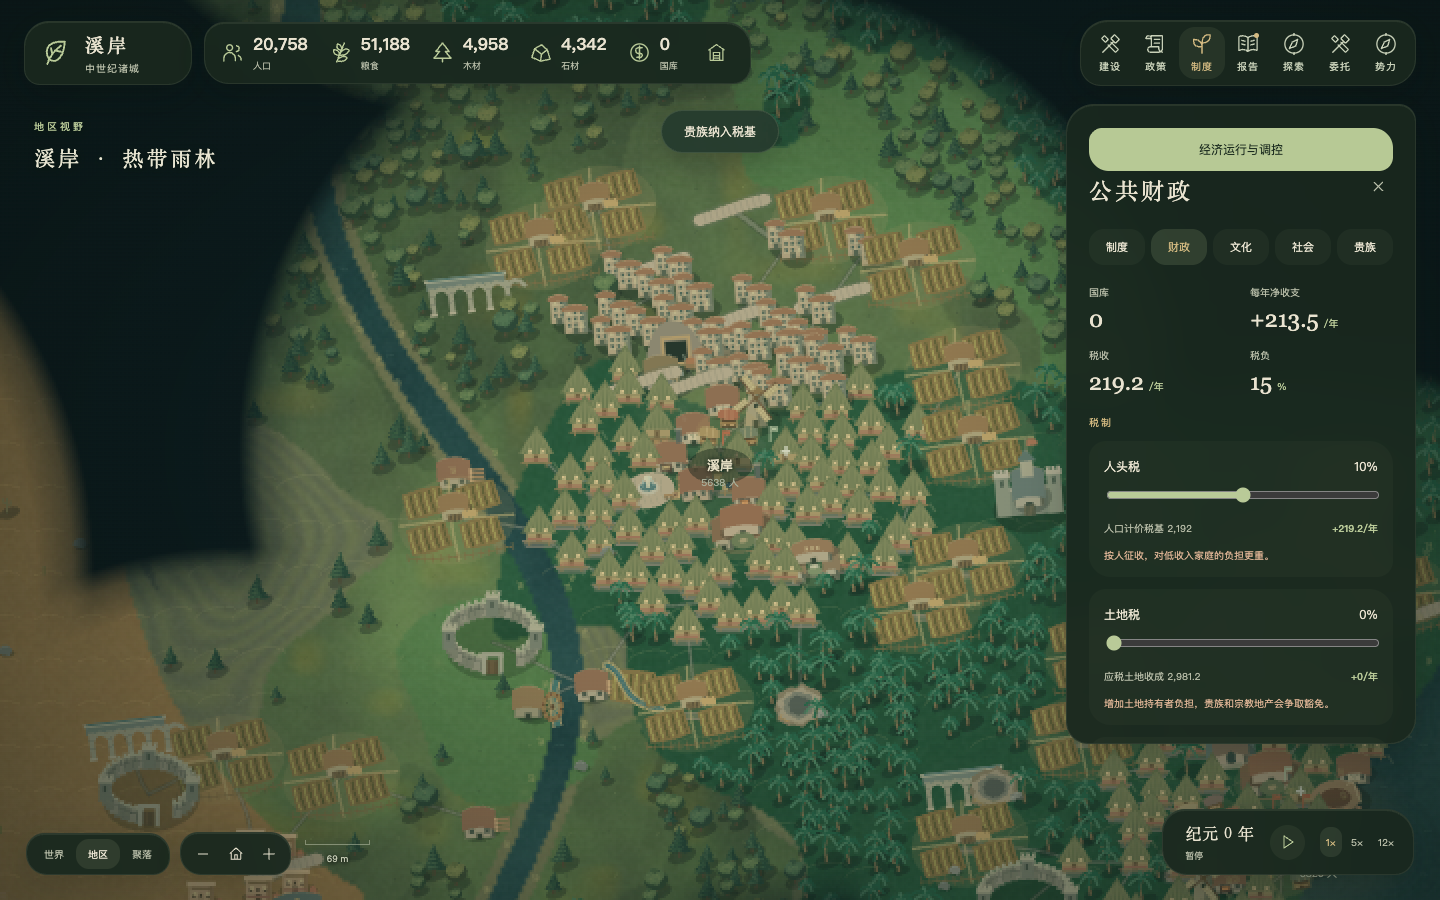 溪岸
中世纪诸城
20,758
人口
51,188
粮食
4,958
木材
4,342
石材
0
国库
建设
政策
制度
报告
探索
委托
势力
地区视野
溪岸 · 热带雨林
贵族纳入税基
经济运行与调控
公共财政
制度
财政
文化
社会
贵族
国库
0
每年净收支
+213.5 /年
税收
219.2 /年
税负
15 %
税制
人头税
10%
人口计价税基 2,192
+219.2/年
按人征收，对低收入家庭的负担更重。
土地税
0%
应税土地收成 2,981.2
+0/年
增加土地持有者负担，贵族和宗教地产会争取豁免。
溪岸
5638 人
世界
地区
聚落
69 m
纪元 0 年
暂停
1×
5×
12×